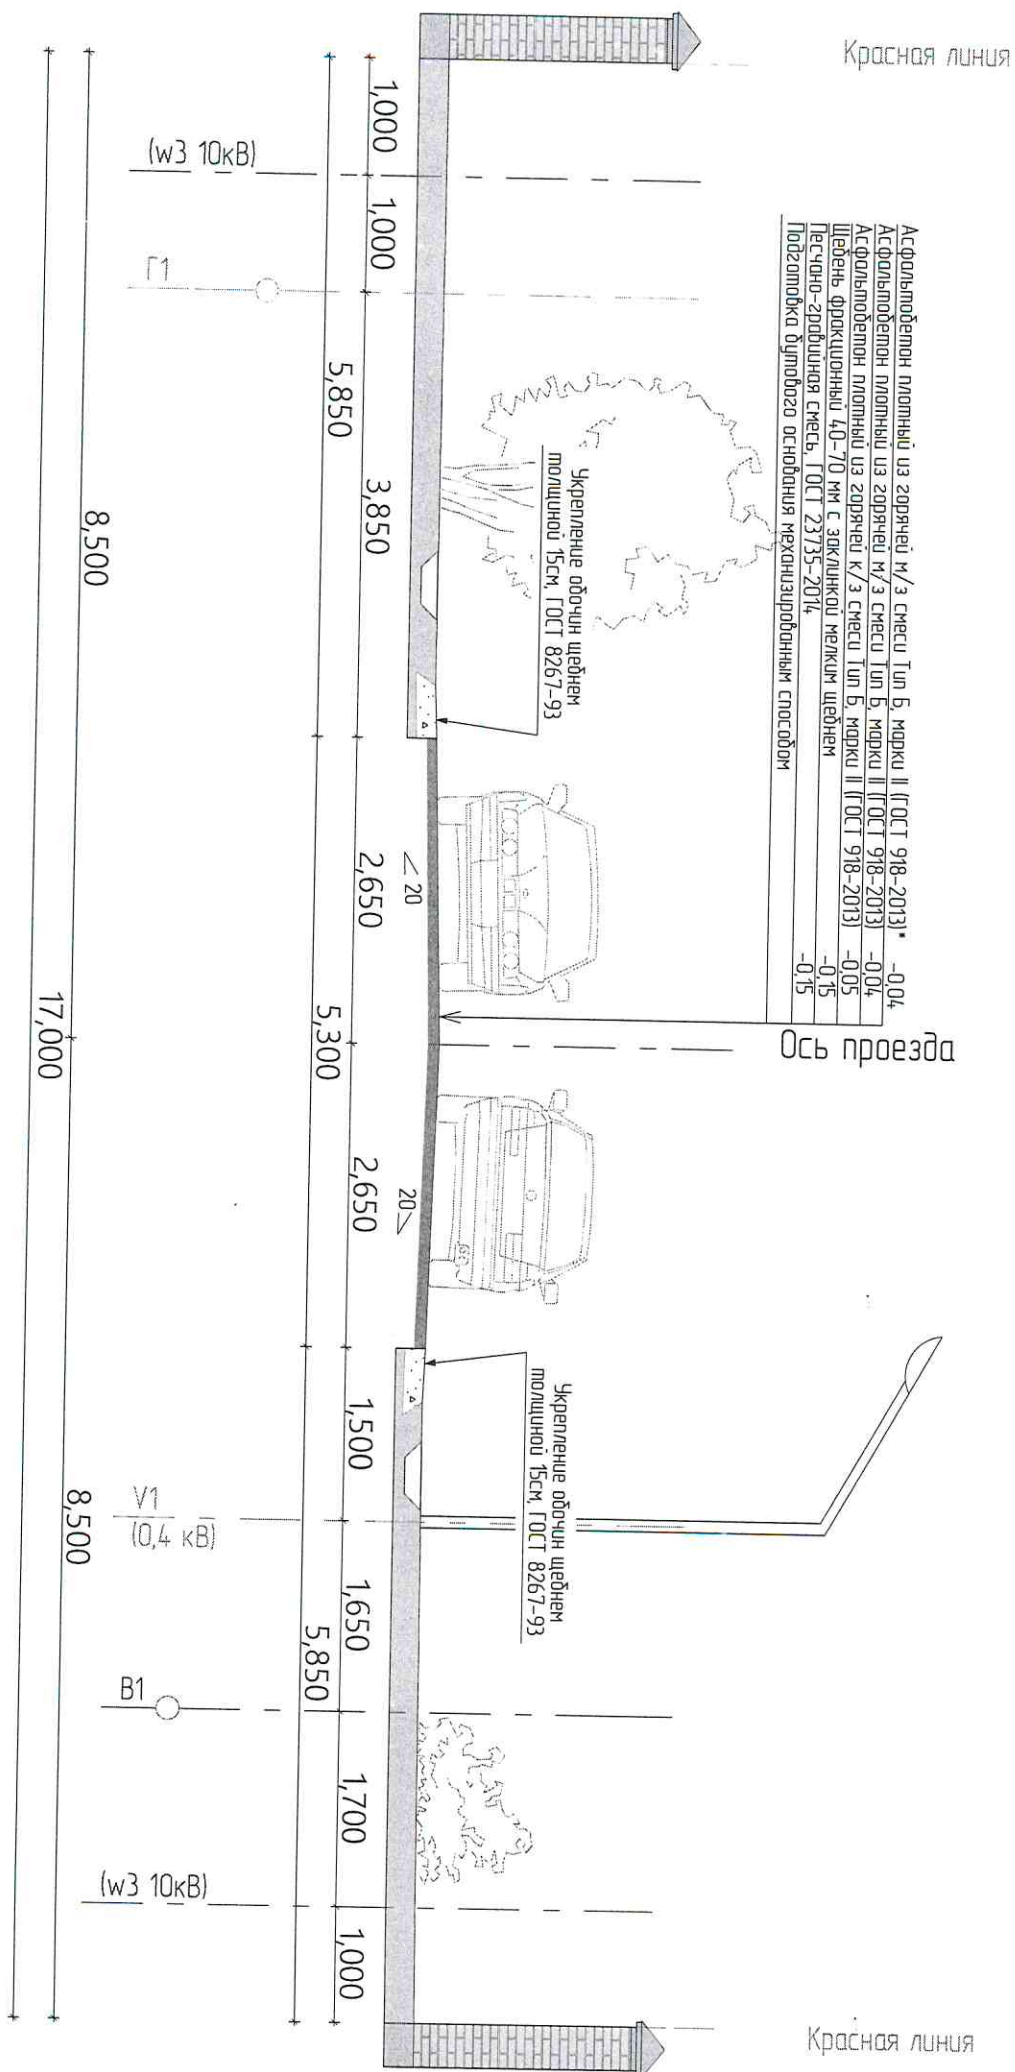 Красная линия
Асфальтобетон плотный из горячей м/з смеси Тип Б, марки II (ГОСТ 918-2013)* -0,04
Асфальтобетон плотный из горячей м/з смеси Тип Б, марки II (ГОСТ 918-2013) -0,04
Асфальтобетон плотный из горячей к/з смеси Тип Б, марки II (ГОСТ 918-2013) -0,05
Щебень фракционный 40-70 мм с заклинкой мелким щебнем -0,15
Песчано-гравийная смесь, ГОСТ 23735-2014 -0,15
Подготовка бутового основания механизированным способом
Ось проезда
Укрепление обочин щебнем
толщиной 15см, ГОСТ 8267-93
Укрепление обочин щебнем
толщиной 15см, ГОСТ 8267-93
Красная линия
20
20
1,000
1,000
3,850
2,650
2,650
1,500
1,650
1,700
1,000
5,850
5,300
5,850
(w3 10кВ)
Г1
V1
(0,4 кВ)
В1
(w3 10кВ)
8,500
8,500
17,000